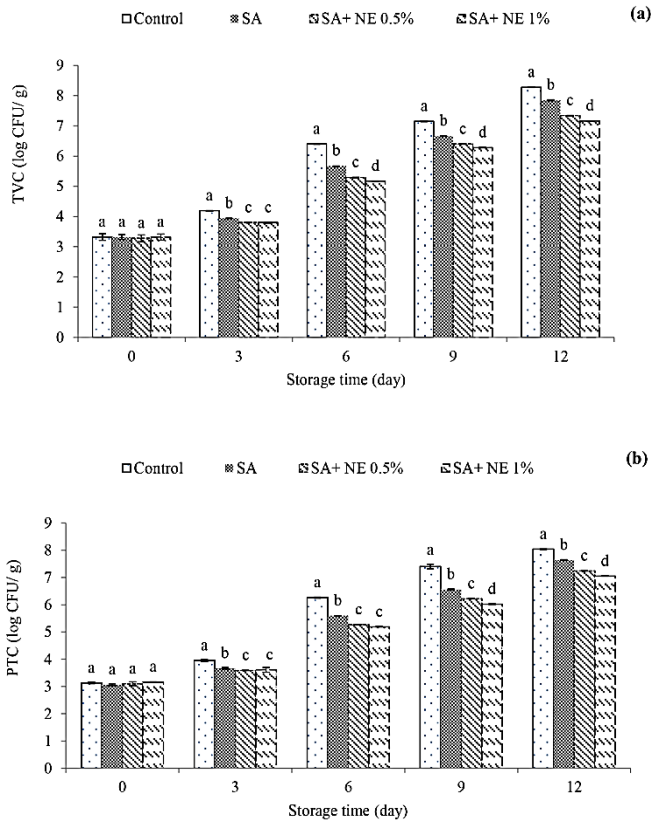 (a)
Control SA SA+ NE 0.5% SA+ NE 1%
TVC (log CFU/ g)
9
8
7
6
5
4
3
2
1
0
a a a a
a b c c
a b c d
a b c d
a b c d
0 3 6 9 12
Storage time (day)
(b)
Control SA SA+ NE 0.5% SA+ NE 1%
PTC (log CFU/ g)
9
8
7
6
5
4
3
2
1
0
a a a a
a b c c
a b c c
a b c d
a b c d
0 3 6 9 12
Storage time (day)